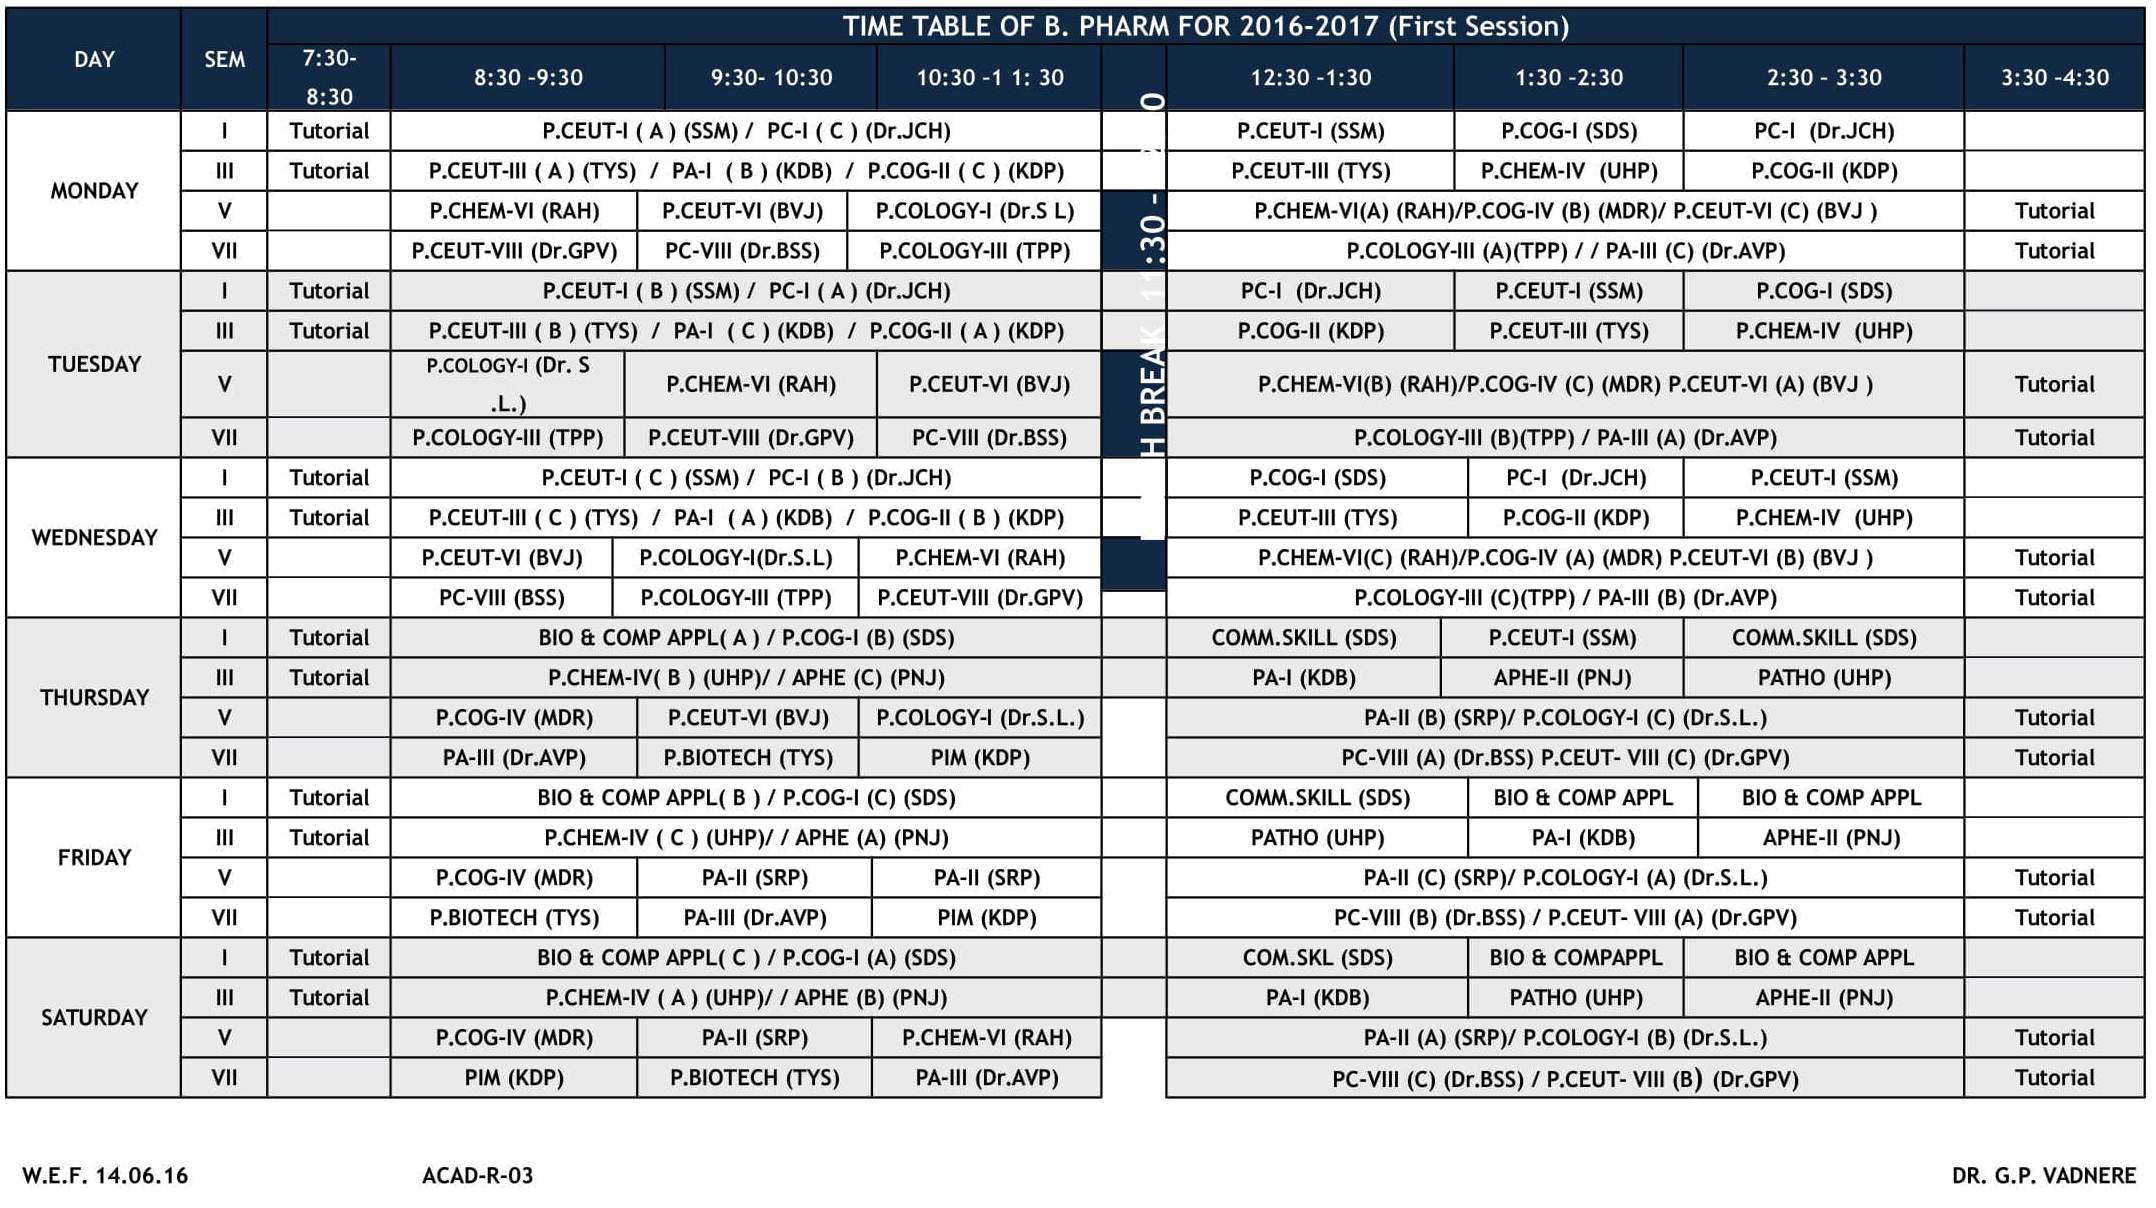 TIME TABLE OF B. PHARM FOR 2016-2017 (First Session)
DAY SEM 7:30-8:30 8:30 -9:30 9:30- 10:30 10:30 -1 1: 30 12:30 -1:30 1:30 -2:30 2:30 - 3:30 3:30 -4:30
H BREAK 11:30 -
MONDAY
I Tutorial P.CEUT-I ( A ) (SSM) / PC-I ( C ) (Dr.JCH) P.CEUT-I (SSM) P.COG-I (SDS) PC-I (Dr.JCH)
III Tutorial P.CEUT-III ( A ) (TYS) / PA-I ( B ) (KDB) / P.COG-II ( C ) (KDP) P.CEUT-III (TYS) P.CHEM-IV (UHP) P.COG-II (KDP)
V P.CHEM-VI (RAH) P.CEUT-VI (BVJ) P.COLOGY-I (Dr.S L) P.CHEM-VI(A) (RAH)/P.COG-IV (B) (MDR)/ P.CEUT-VI (C) (BVJ ) Tutorial
VII P.CEUT-VIII (Dr.GPV) PC-VIII (Dr.BSS) P.COLOGY-III (TPP) P.COLOGY-III (A)(TPP) / / PA-III (C) (Dr.AVP) Tutorial
TUESDAY
I Tutorial P.CEUT-I ( B ) (SSM) / PC-I ( A ) (Dr.JCH) PC-I (Dr.JCH) P.CEUT-I (SSM) P.COG-I (SDS)
III Tutorial P.CEUT-III ( B ) (TYS) / PA-I ( C ) (KDB) / P.COG-II ( A ) (KDP) P.COG-II (KDP) P.CEUT-III (TYS) P.CHEM-IV (UHP)
V P.COLOGY-I (Dr. S .L.) P.CHEM-VI (RAH) P.CEUT-VI (BVJ) P.CHEM-VI(B) (RAH)/P.COG-IV (C) (MDR) P.CEUT-VI (A) (BVJ ) Tutorial
VII P.COLOGY-III (TPP) P.CEUT-VIII (Dr.GPV) PC-VIII (Dr.BSS) P.COLOGY-III (B)(TPP) / PA-III (A) (Dr.AVP) Tutorial
WEDNESDAY
I Tutorial P.CEUT-I ( C ) (SSM) / PC-I ( B ) (Dr.JCH) P.COG-I (SDS) PC-I (Dr.JCH) P.CEUT-I (SSM)
III Tutorial P.CEUT-III ( C ) (TYS) / PA-I ( A ) (KDB) / P.COG-II ( B ) (KDP) P.CEUT-III (TYS) P.COG-II (KDP) P.CHEM-IV (UHP)
V P.CEUT-VI (BVJ) P.COLOGY-I(Dr.S.L) P.CHEM-VI (RAH) P.CHEM-VI(C) (RAH)/P.COG-IV (A) (MDR) P.CEUT-VI (B) (BVJ ) Tutorial
VII PC-VIII (BSS) P.COLOGY-III (TPP) P.CEUT-VIII (Dr.GPV) P.COLOGY-III (C)(TPP) / PA-III (B) (Dr.AVP) Tutorial
THURSDAY
I Tutorial BIO & COMP APPL( A ) / P.COG-I (B) (SDS) COMM.SKILL (SDS) P.CEUT-I (SSM) COMM.SKILL (SDS)
III Tutorial P.CHEM-IV( B ) (UHP)/ / APHE (C) (PNJ) PA-I (KDB) APHE-II (PNJ) PATHO (UHP)
V P.COG-IV (MDR) P.CEUT-VI (BVJ) P.COLOGY-I (Dr.S.L.) PA-II (B) (SRP)/ P.COLOGY-I (C) (Dr.S.L.) Tutorial
VII PA-III (Dr.AVP) P.BIOTECH (TYS) PIM (KDP) PC-VIII (A) (Dr.BSS) P.CEUT- VIII (C) (Dr.GPV) Tutorial
FRIDAY
I Tutorial BIO & COMP APPL( B ) / P.COG-I (C) (SDS) COMM.SKILL (SDS) BIO & COMP APPL BIO & COMP APPL
III Tutorial P.CHEM-IV ( C ) (UHP)/ / APHE (A) (PNJ) PATHO (UHP) PA-I (KDB) APHE-II (PNJ)
V P.COG-IV (MDR) PA-II (SRP) PA-II (SRP) PA-II (C) (SRP)/ P.COLOGY-I (A) (Dr.S.L.) Tutorial
VII P.BIOTECH (TYS) PA-III (Dr.AVP) PIM (KDP) PC-VIII (B) (Dr.BSS) / P.CEUT- VIII (A) (Dr.GPV) Tutorial
SATURDAY
I Tutorial BIO & COMP APPL( C ) / P.COG-I (A) (SDS) COM.SKL (SDS) BIO & COMPAPPL BIO & COMP APPL
III Tutorial P.CHEM-IV ( A ) (UHP)/ / APHE (B) (PNJ) PA-I (KDB) PATHO (UHP) APHE-II (PNJ)
V P.COG-IV (MDR) PA-II (SRP) P.CHEM-VI (RAH) PA-II (A) (SRP)/ P.COLOGY-I (B) (Dr.S.L.) Tutorial
VII PIM (KDP) P.BIOTECH (TYS) PA-III (Dr.AVP) PC-VIII (C) (Dr.BSS) / P.CEUT- VIII (B) (Dr.GPV) Tutorial
W.E.F. 14.06.16 ACAD-R-03 DR. G.P. VADNERE